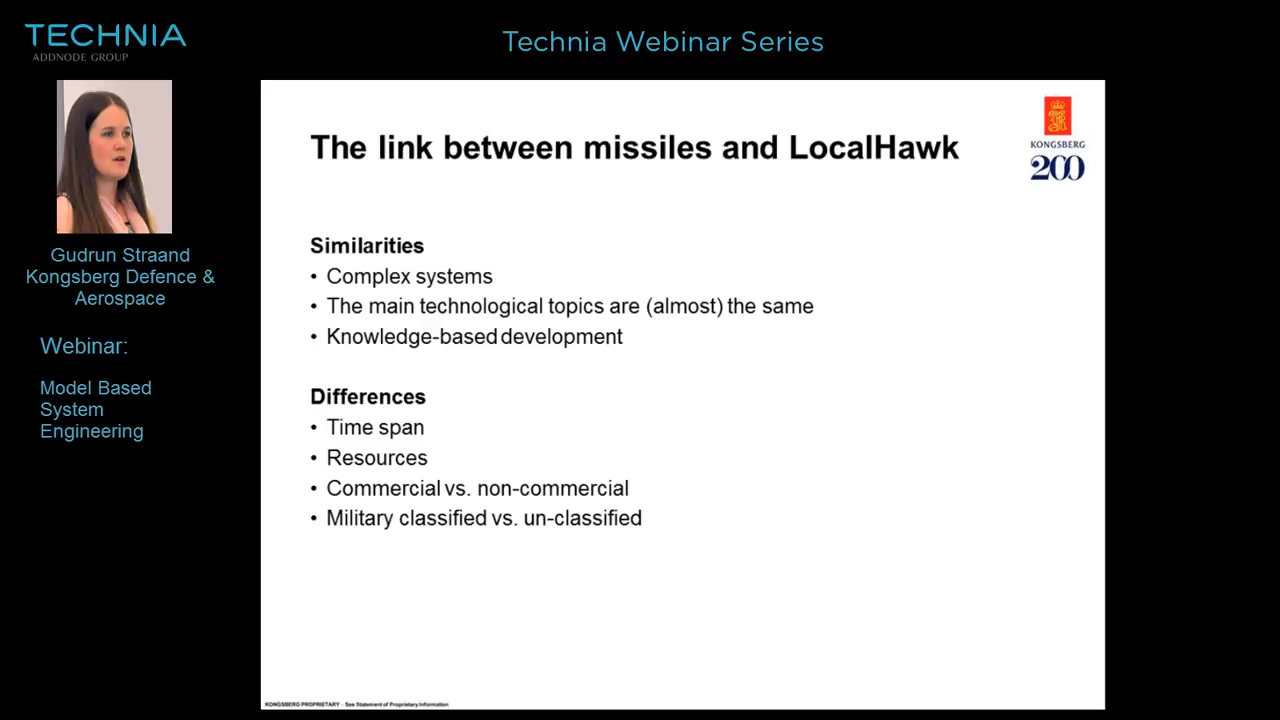 TECHNIA
ADDNODE GROUP
Technia Webinar Series
Gudrun Straand
Kongsberg Defence &
Aerospace
Webinar:
Model Based
System
Engineering
The link between missiles and LocalHawk
KONGSBERG
200
Similarities
• Complex systems
• The main technological topics are (almost) the same
• Knowledge-based development
Differences
• Time span
• Resources
• Commercial vs. non-commercial
• Military classified vs. un-classified
KONGSBERG PROPRIETARY - See Statement of Proprietary Information